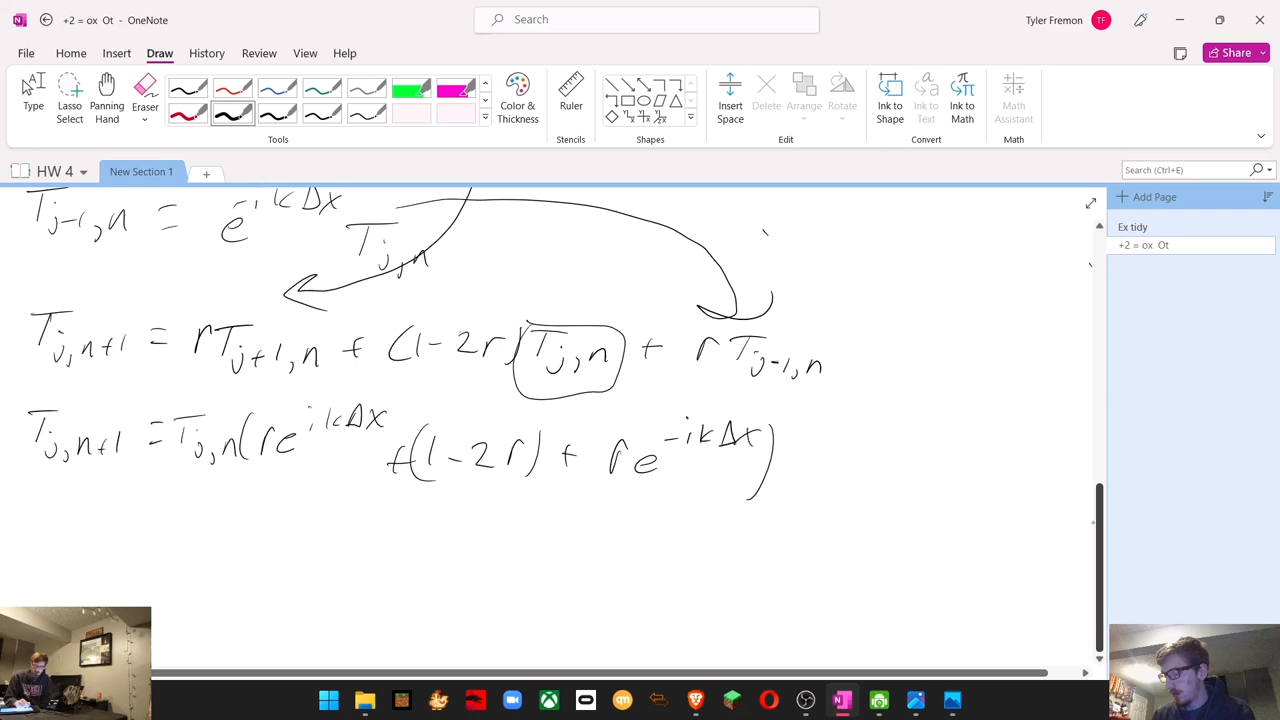 +2 = ox Ot - OneNote
Search
Tyler Fremon TF
Share
File Home Insert Draw History Review View Help
Type Lasso Select Panning Hand Eraser Color & Thickness Ruler Insert Space Delete Arrange Rotate Ink to Shape Ink to Text Ink to Math Math Assistant
Tools Stencils Shapes Edit Convert Math
HW 4 New Section 1 +
Search (Ctrl+E)
Add Page
Ex tidy
+2 = ox Ot
T_{j-1,n} = e^{-ikΔx} T_{j,n}
T_{j,n+1} = rT_{j+1,n} + (1-2r)T_{j,n} + rT_{j-1,n}
T_{j,n+1} = T_{j,n}(re^{ikΔx} + (1-2r) + re^{-ikΔx})